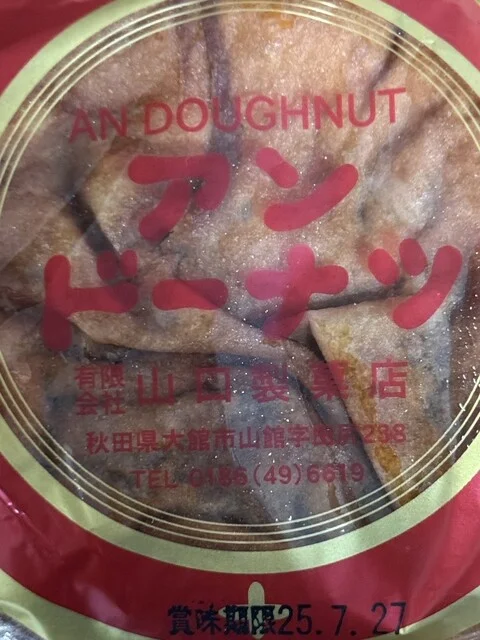 AN DOUGHNUT
アン
ドーナツ
有限
会社 山口製菓店
秋田県大館市山館字田尻238
TEL 0186(49)6619
賞味期限25.7.27